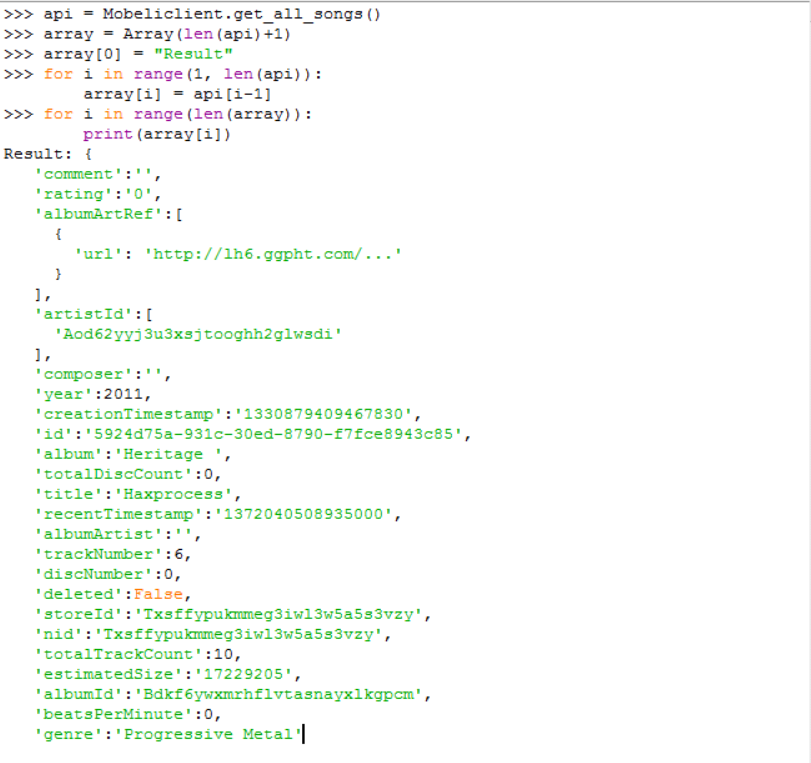 >>> api = Mobeliclient.get_all_songs()
>>> array = Array(len(api)+1)
>>> array[0] = "Result"
>>> for i in range(1, len(api)):
        array[i] = api[i-1]
>>> for i in range(len(array)):
        print(array[i])
Result: {
   'comment':'',
   'rating':'0',
   'albumArtRef':[
     {
       'url': 'http://lh6.ggpht.com/...'
     }
   ],
   'artistId':[
     'Aod62yyj3u3xsjtooghh2glwsdi'
   ],
   'composer':'',
   'year':2011,
   'creationTimestamp':'1330879409467830',
   'id':'5924d75a-931c-30ed-8790-f7fce8943c85',
   'album':'Heritage ',
   'totalDiscCount':0,
   'title':'Haxprocess',
   'recentTimestamp':'1372040508935000',
   'albumArtist':'',
   'trackNumber':6,
   'discNumber':0,
   'deleted':False,
   'storeId':'Txsffypukmmeg3iwl3w5a5s3vzy',
   'nid':'Txsffypukmmeg3iwl3w5a5s3vzy',
   'totalTrackCount':10,
   'estimatedSize':'17229205',
   'albumId':'Bdkf6ywxmrhflvtasnayxlkgpcm',
   'beatsPerMinute':0,
   'genre':'Progressive Metal'